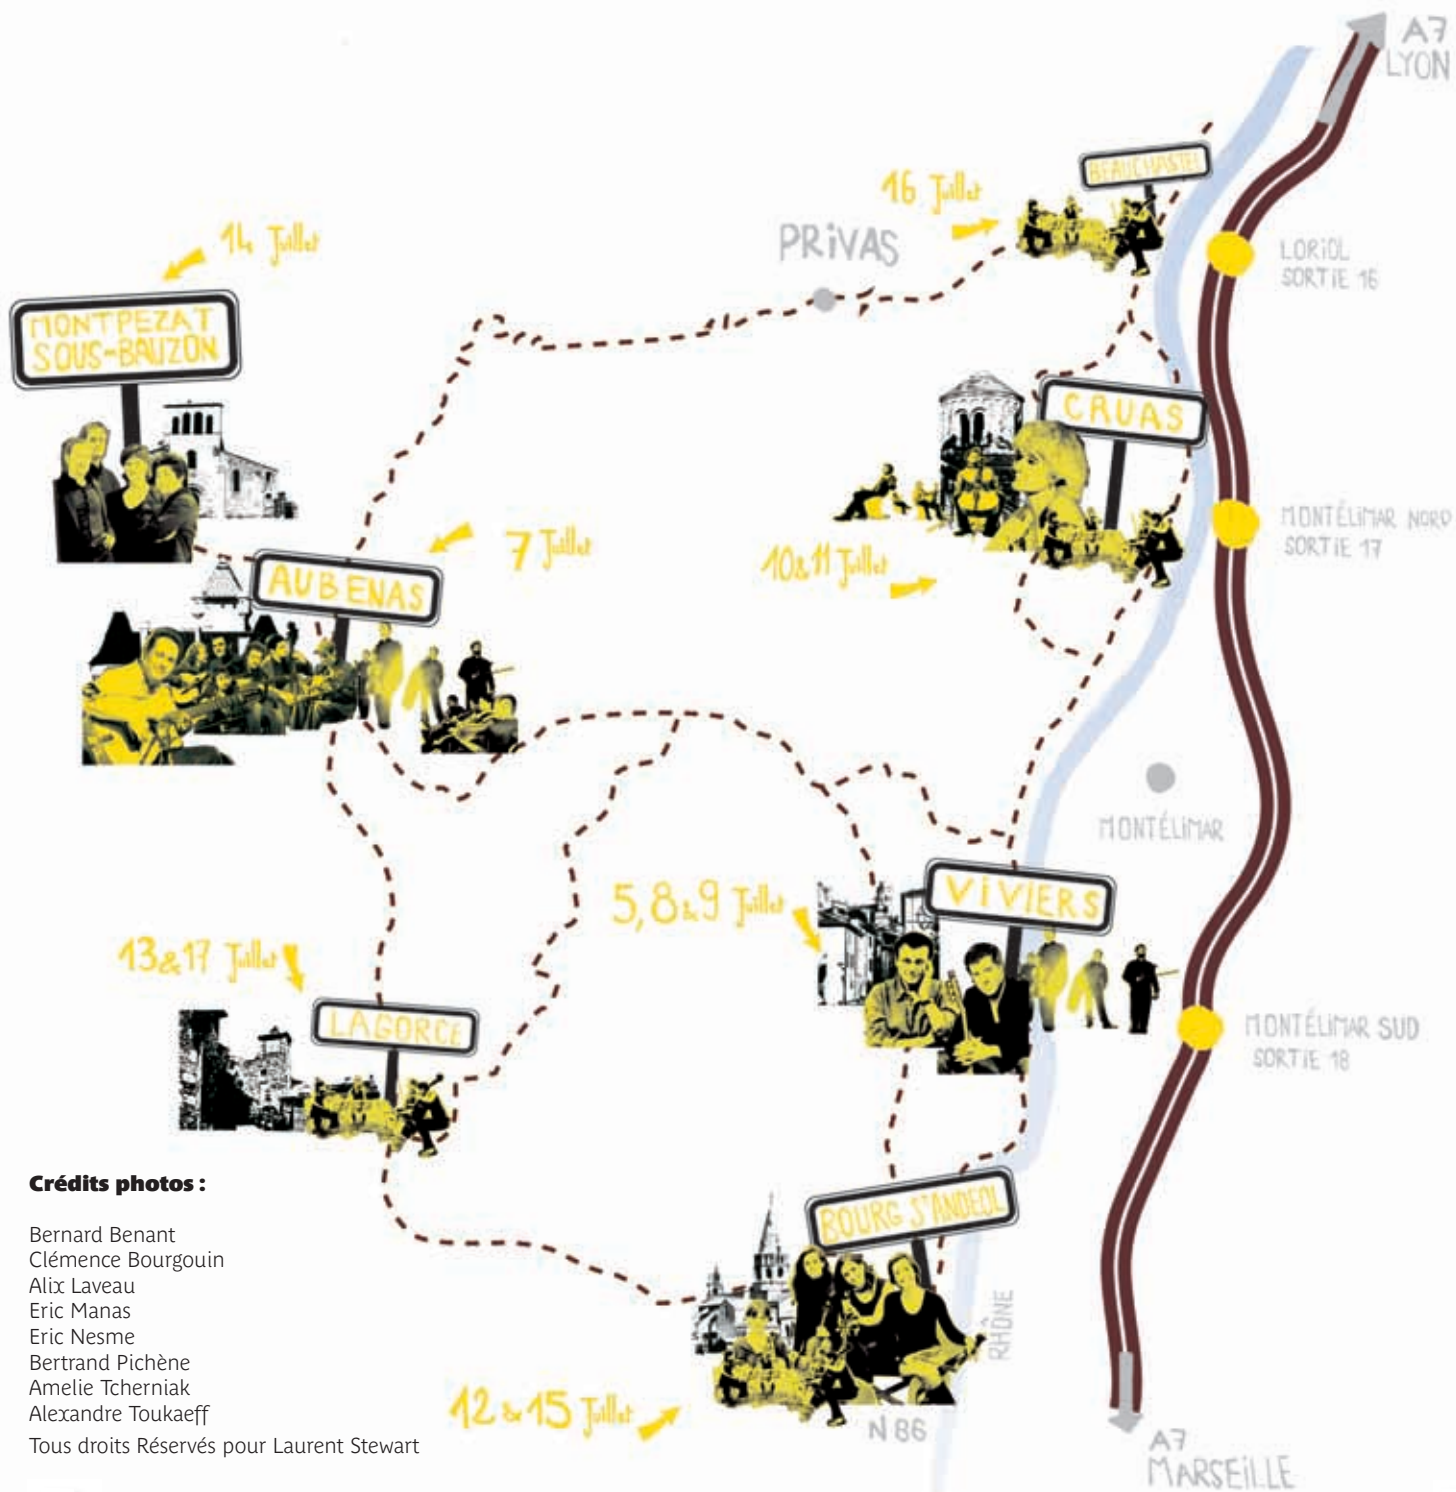 A7
LYON
BEAUCHASTEL
16 Juillet
PRiVAS
14 Juillet
LORiOL
SORTiE 16
MONTPEZAT
SOUS-BAUZON
CRUAS
MONTÉLiMAR NORD
SORTiE 17
7 Juillet
10&11 Juillet
AUBENAS
MONTÉLiMAR
ViViERS
5, 8 & 9 Juillet
13&17 Juillet
LAGORCE
MONTÉLiMAR SUD
SORTiE 18
BOURG ST ANDEOL
RHÔNE
12 & 15 Juillet
N 86
A7
MARSEiLLE
Crédits photos :
Bernard Benant
Clémence Bourgouin
Alix Laveau
Eric Manas
Eric Nesme
Bertrand Pichène
Amelie Tcherniak
Alexandre Toukaeff
Tous droits Réservés pour Laurent Stewart